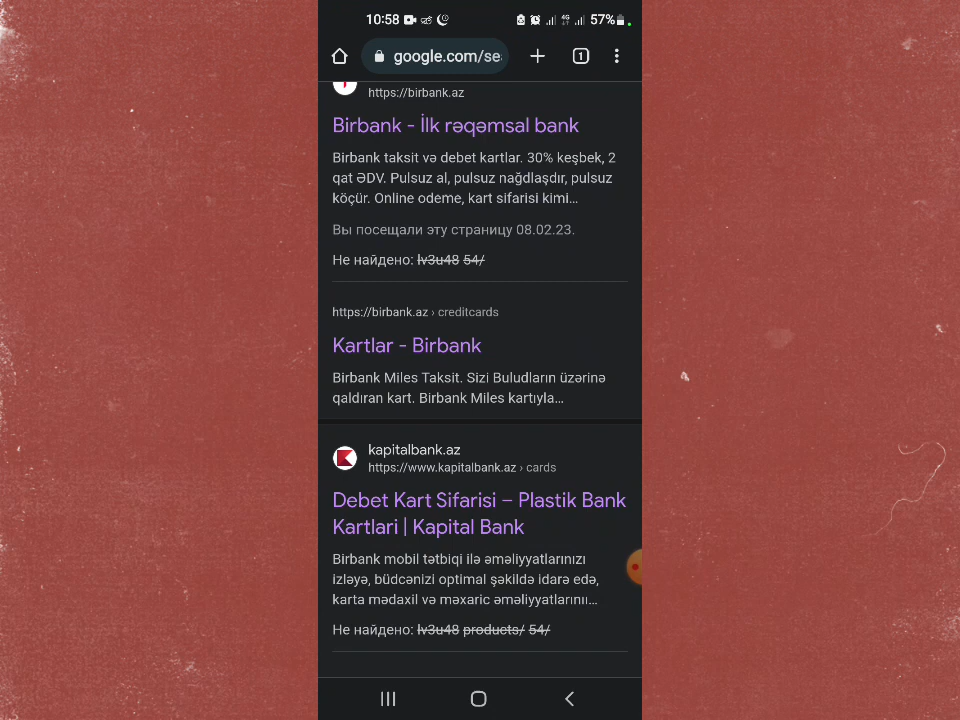 10:58
4G
57%
google.com/se
1
https://birbank.az
Birbank - İlk rəqəmsal bank
Birbank taksit və debet kartlar. 30% keşbek, 2
qat ƏDV. Pulsuz al, pulsuz nağdlaşdır, pulsuz
köçür. Online odeme, kart sifarisi kimi…
Вы посещали эту страницу 08.02.23.
Не найдено: lv3u48 54/
https://birbank.az › creditcards
Kartlar - Birbank
Birbank Miles Taksit. Sizi Buludların üzərinə
qaldıran kart. Birbank Miles kartıyla…
kapitalbank.az
https://www.kapitalbank.az › cards
Debet Kart Sifarisi – Plastik Bank
Kartlari | Kapital Bank
Birbank mobil tətbiqi ilə əməliyyatlarınızı
izləyə, büdcənizi optimal şəkildə idarə edə,
karta mədaxil və məxaric əməliyyatlarınıı…
Не найдено: lv3u48 products/ 54/